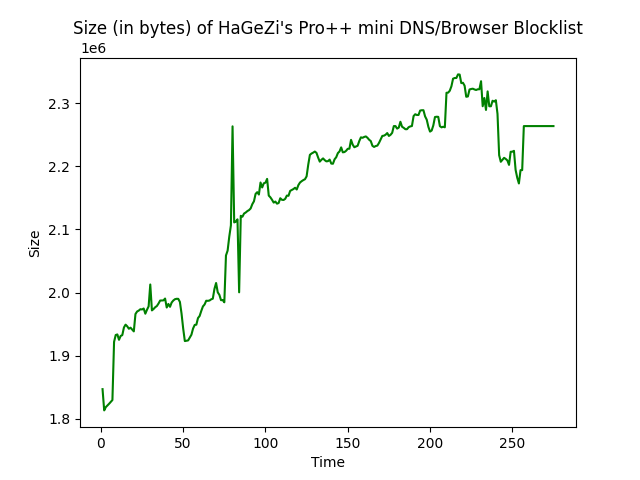 Size (in bytes) of HaGeZi's Pro++ mini DNS/Browser Blocklist
1e6
2.3
2.2
2.1
2.0
1.9
1.8
Size
0 50 100 150 200 250
Time